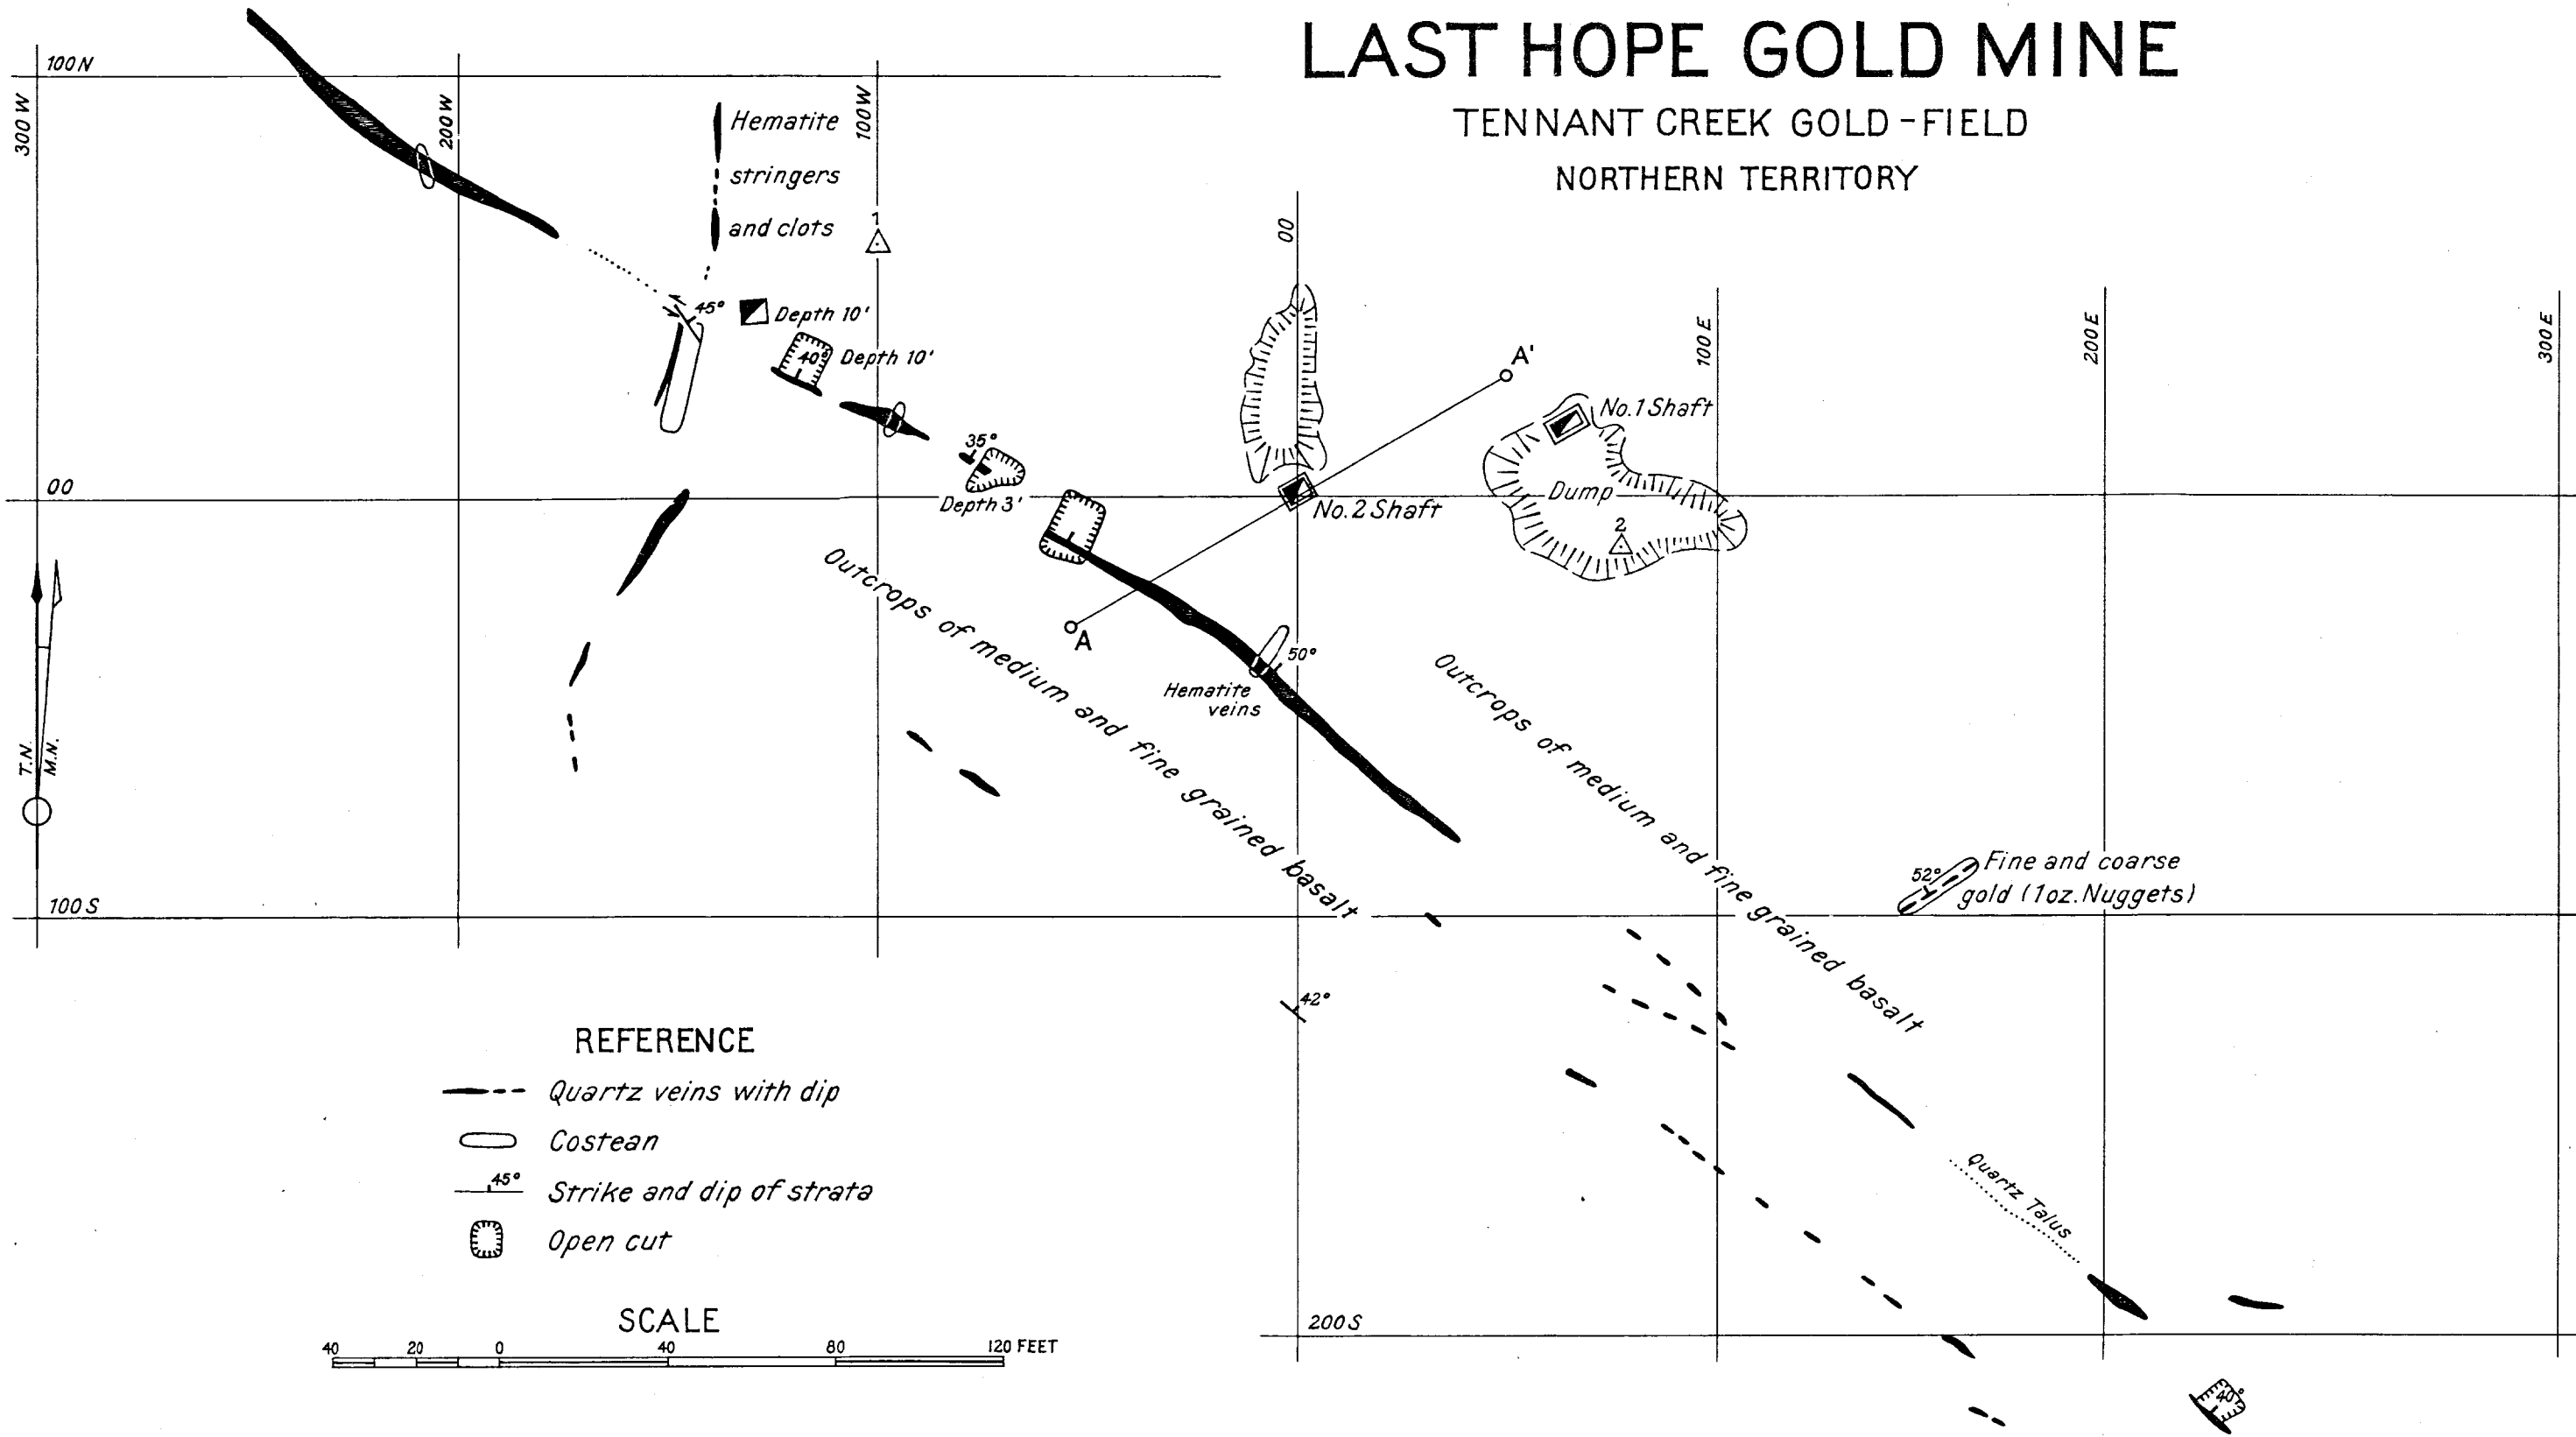 LAST HOPE GOLD MINE
TENNANT CREEK GOLD-FIELD
NORTHERN TERRITORY
100 N
300 W
200 W
100 W
00
100 E
200 E
300 E
Hematite
stringers
and clots
1
45°
Depth 10'
40°
Depth 10'
A'
No. 1 Shaft
35°
Depth 3'
00
No. 2 Shaft
Dump
2
A
50°
Hematite
veins
Outcrops of medium and fine grained basalt
Outcrops of medium and fine grained basalt
T.N.
M.N.
52°
Fine and coarse
gold (1oz. Nuggets)
100 S
42°
Quartz Talus
200 S
40°
REFERENCE
Quartz veins with dip
Costean
45°
Strike and dip of strata
Open cut
SCALE
40 20 0 40 80 120 FEET